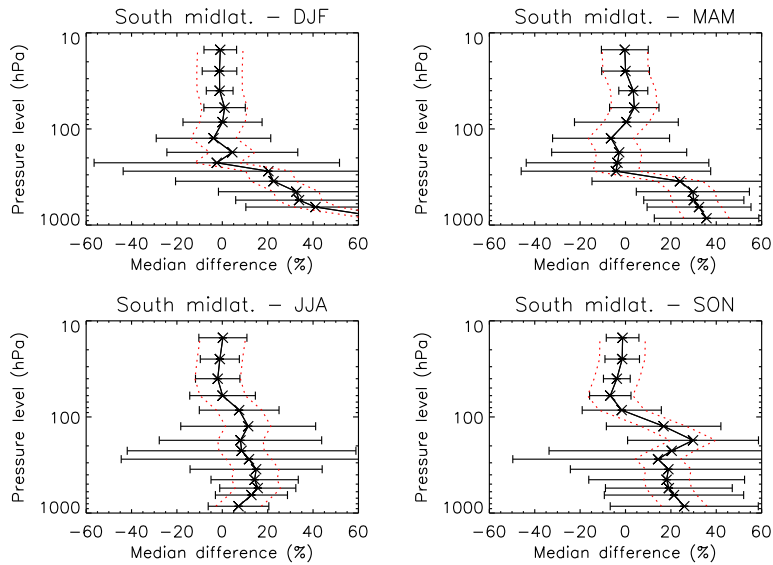 South midlat. – DJF
Pressure level (hPa)
10
100
1000
−60 −40 −20 0 20 40 60
Median difference (%)
South midlat. – MAM
Pressure level (hPa)
10
100
1000
−60 −40 −20 0 20 40 60
Median difference (%)
South midlat. – JJA
Pressure level (hPa)
10
100
1000
−60 −40 −20 0 20 40 60
Median difference (%)
South midlat. – SON
Pressure level (hPa)
10
100
1000
−60 −40 −20 0 20 40 60
Median difference (%)